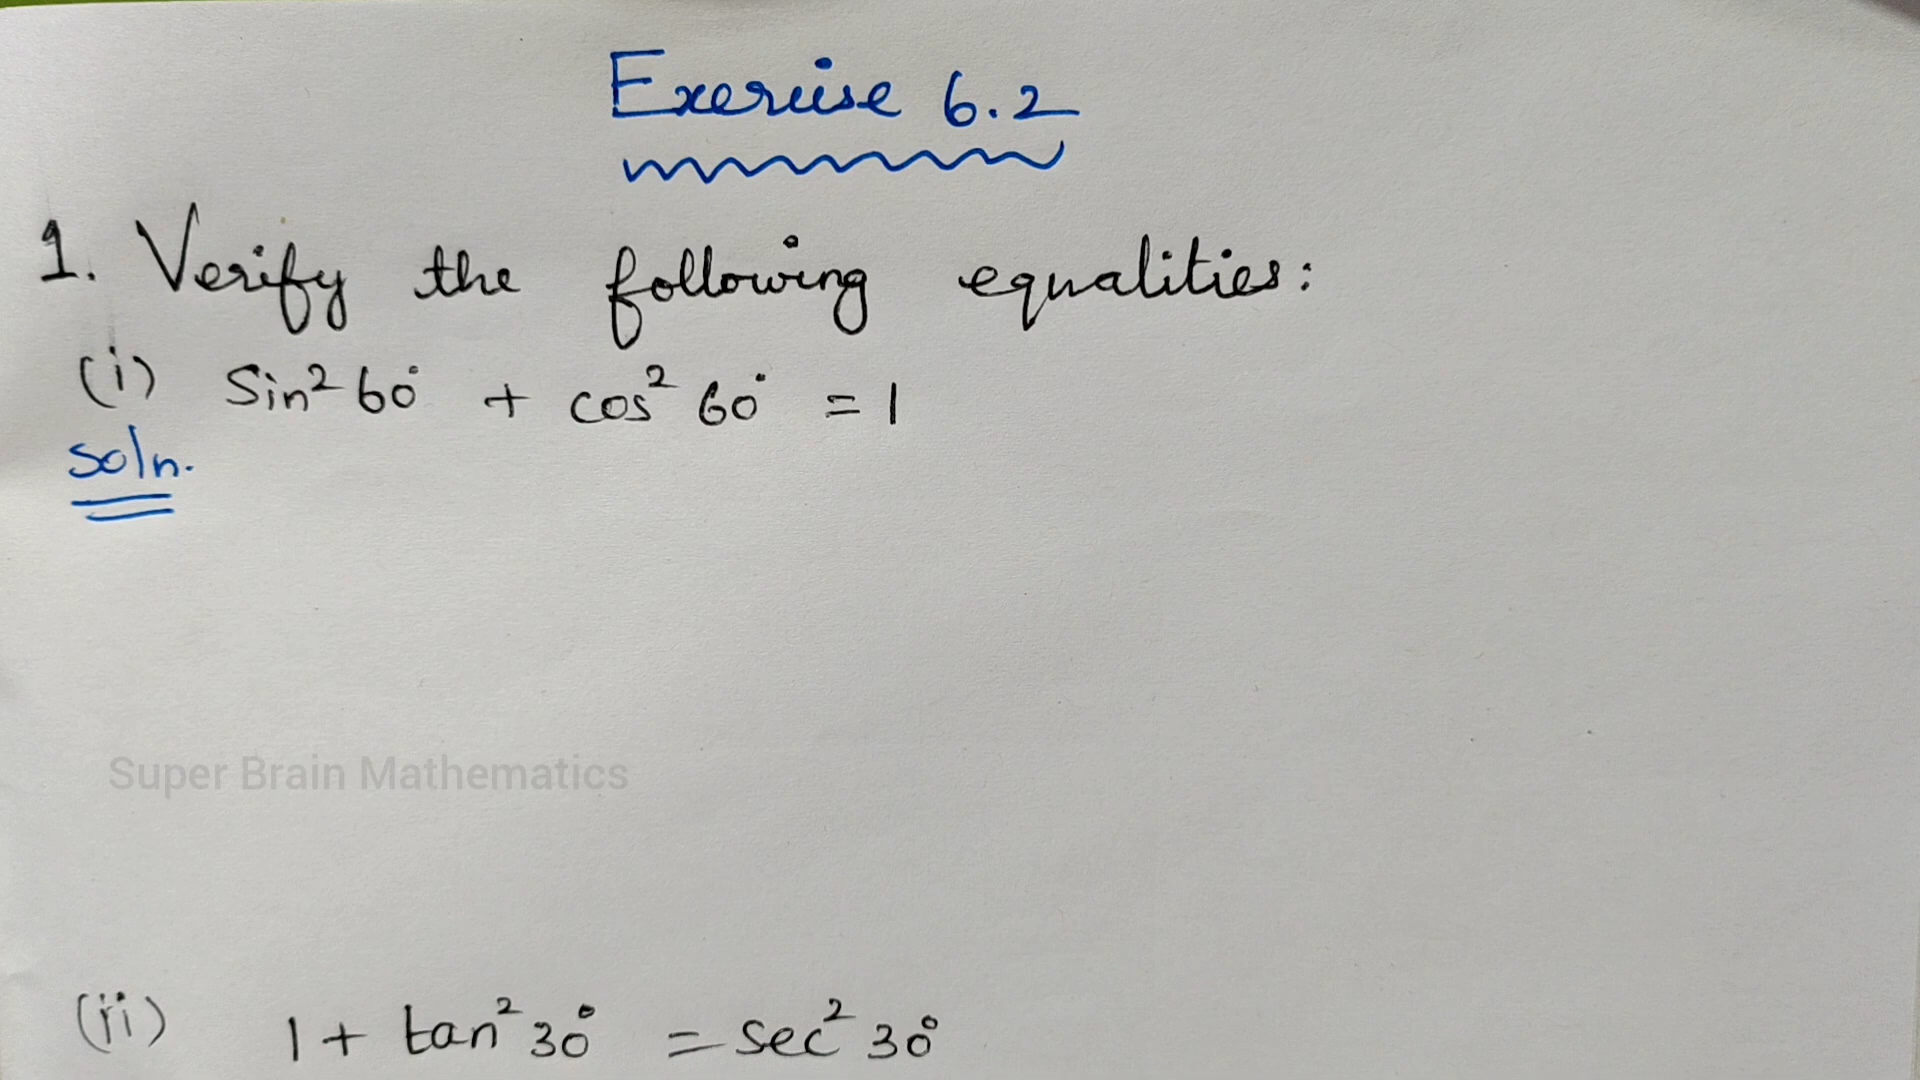 Exercise 6.2
1. Verify the following equalities:
(i) Sin² 60° + cos² 60° = 1
Soln.
Super Brain Mathematics
(ii) 1 + tan² 30° = sec² 30°